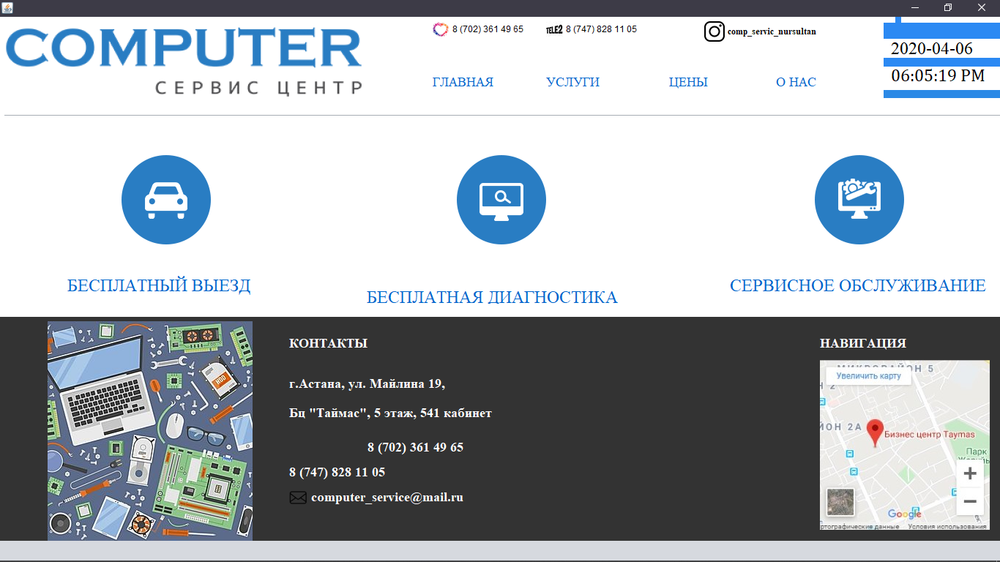 COMPUTER
СЕРВИС ЦЕНТР
8 (702) 361 49 65
TELE2 8 (747) 828 11 05
comp_servic_nursultan
2020-04-06
06:05:19 PM
ГЛАВНАЯ
УСЛУГИ
ЦЕНЫ
О НАС
БЕСПЛАТНЫЙ ВЫЕЗД
БЕСПЛАТНАЯ ДИАГНОСТИКА
СЕРВИСНОЕ ОБСЛУЖИВАНИЕ
HDD
КОНТАКТЫ
г.Астана, ул. Майлина 19,
Бц "Таймас", 5 этаж, 541 кабинет
8 (702) 361 49 65
8 (747) 828 11 05
computer_service@mail.ru
НАВИГАЦИЯ
МИКРОРАЙОН 5
Увеличить карту
Н 2
ЙОН 2А
Бизнес центр Taymas
Парк
Google
ртографические данные
Условия использования